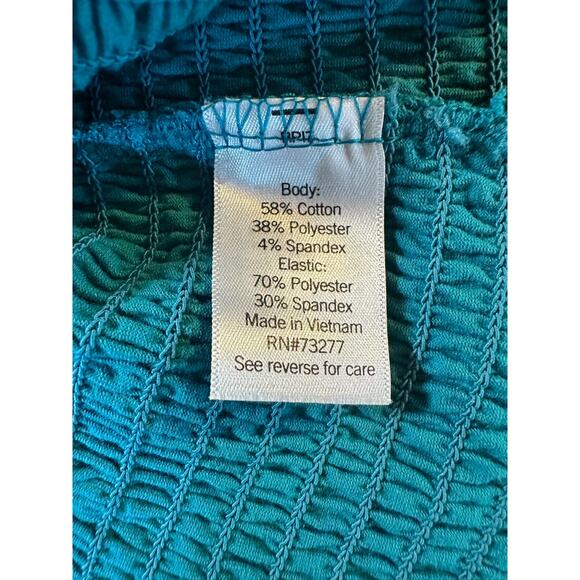 Body:
58% Cotton
38% Polyester
4% Spandex
Elastic:
70% Polyester
30% Spandex
Made in Vietnam
RN#73277
See reverse for care